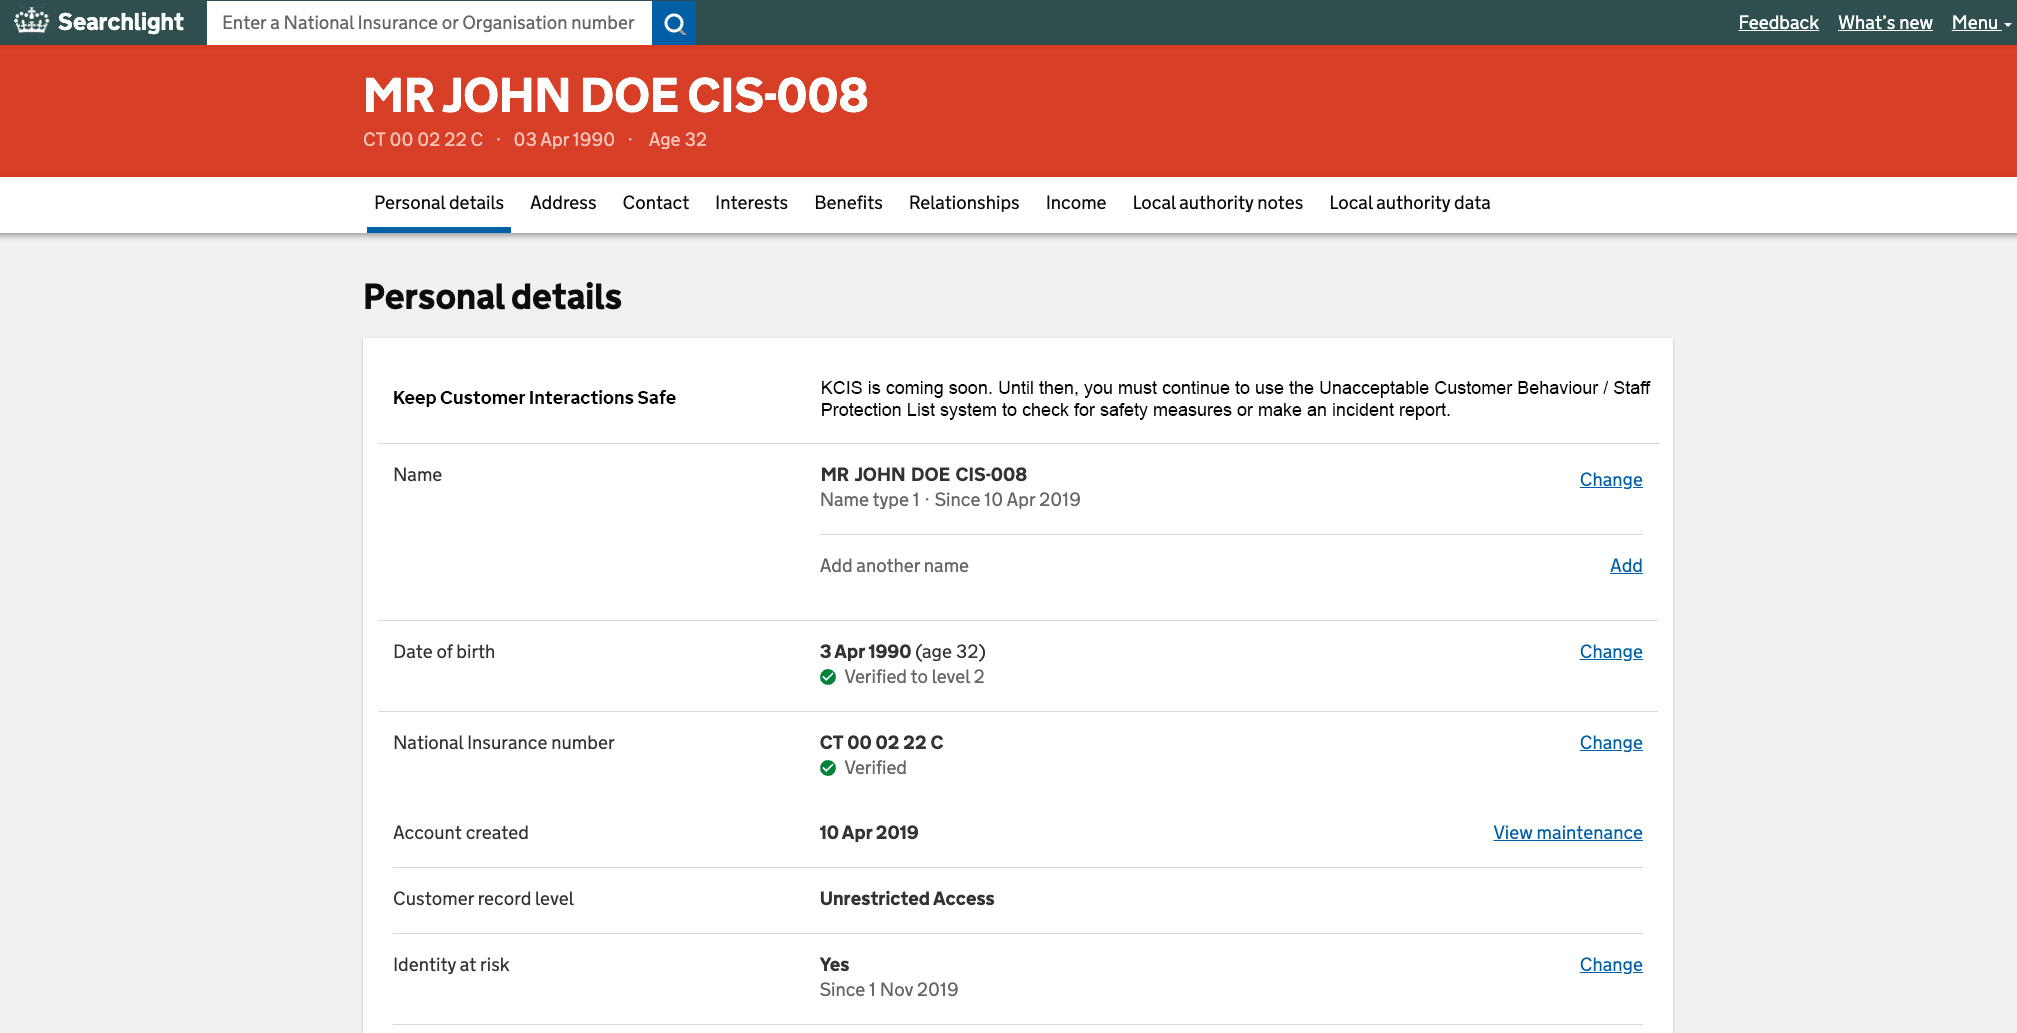 Searchlight
Enter a National Insurance or Organisation number
Feedback What's new Menu
MR JOHN DOE CIS-008
CT 00 02 22 C · 03 Apr 1990 · Age 32
Personal details Address Contact Interests Benefits Relationships Income Local authority notes Local authority data
Personal details
Keep Customer Interactions Safe
KCIS is coming soon. Until then, you must continue to use the Unacceptable Customer Behaviour / Staff
Protection List system to check for safety measures or make an incident report.
Name
MR JOHN DOE CIS-008
Change
Name type 1 · Since 10 Apr 2019
Add another name
Add
Date of birth
3 Apr 1990 (age 32)
Change
Verified to level 2
National Insurance number
CT 00 02 22 C
Change
Verified
Account created
10 Apr 2019
View maintenance
Customer record level
Unrestricted Access
Identity at risk
Yes
Change
Since 1 Nov 2019